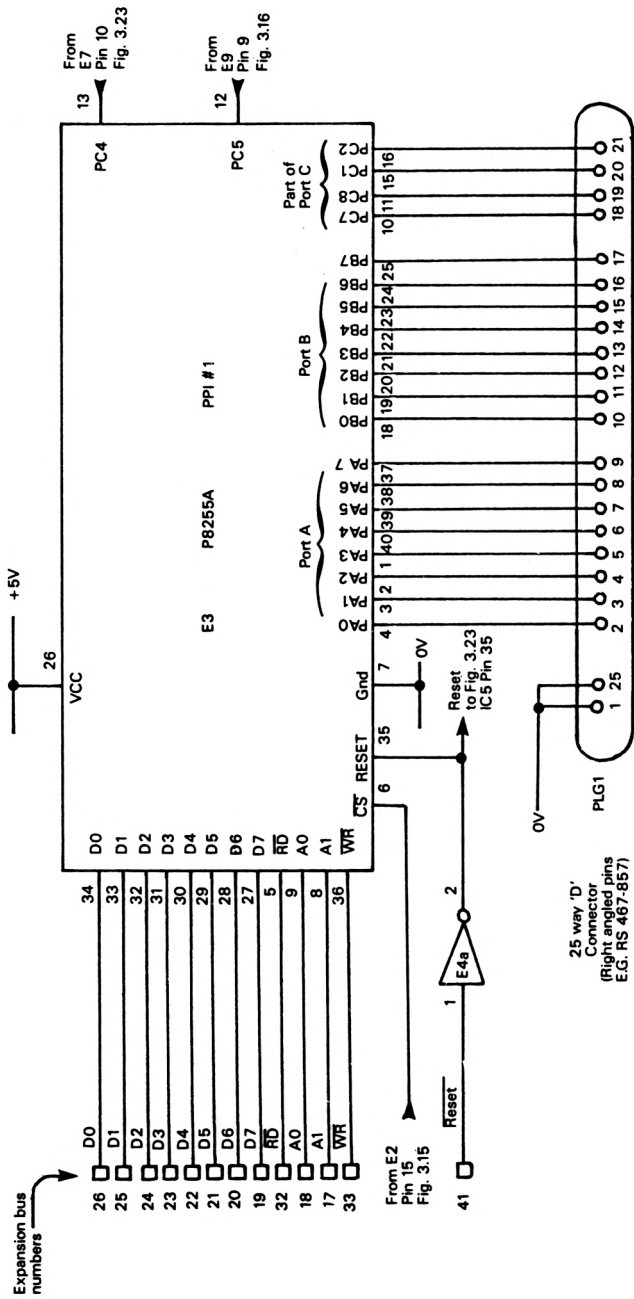 Expansion bus
numbers
26 D0
25 D1
24 D2
23 D3
22 D4
21 D5
20 D6
19 D7
32 RD
18 A0
17 A1
33 WR
From E2
Pin 15
Fig. 3.15
41 Reset
34 D0
33 D1
32 D2
31 D3
30 D4
29 D5
28 D6
27 D7
5 RD
9 A0
8 A1
36 WR
+5V
26
VCC
E3 P8255A PPI # 1
13
PC4
From
E7
Pin 10
Fig. 3.23
12
PC5
From
E9
Pin 9
Fig. 3.16
CS RESET Gnd
6 35 7
0V
1 E4a 2
Reset
to Fig. 3.23
IC5 Pin 35
Port A Port B Part of
Port C
PA0 PA1 PA2 PA3 PA4 PA5 PA6 PA7 PB0 PB1 PB2 PB3 PB4 PB5 PB6 PB7 PC7 PC8 PC1 PC2
4 3 2 1 40 39 38 37 18 19 20 21 22 23 24 25 10 11 15 16
0V
1 25 2 3 4 5 6 7 8 9 10 11 12 13 14 15 16 17 18 19 20 21
PLG1
25 way 'D'
Connector
(Right angled pins
E.G. RS 467-857)